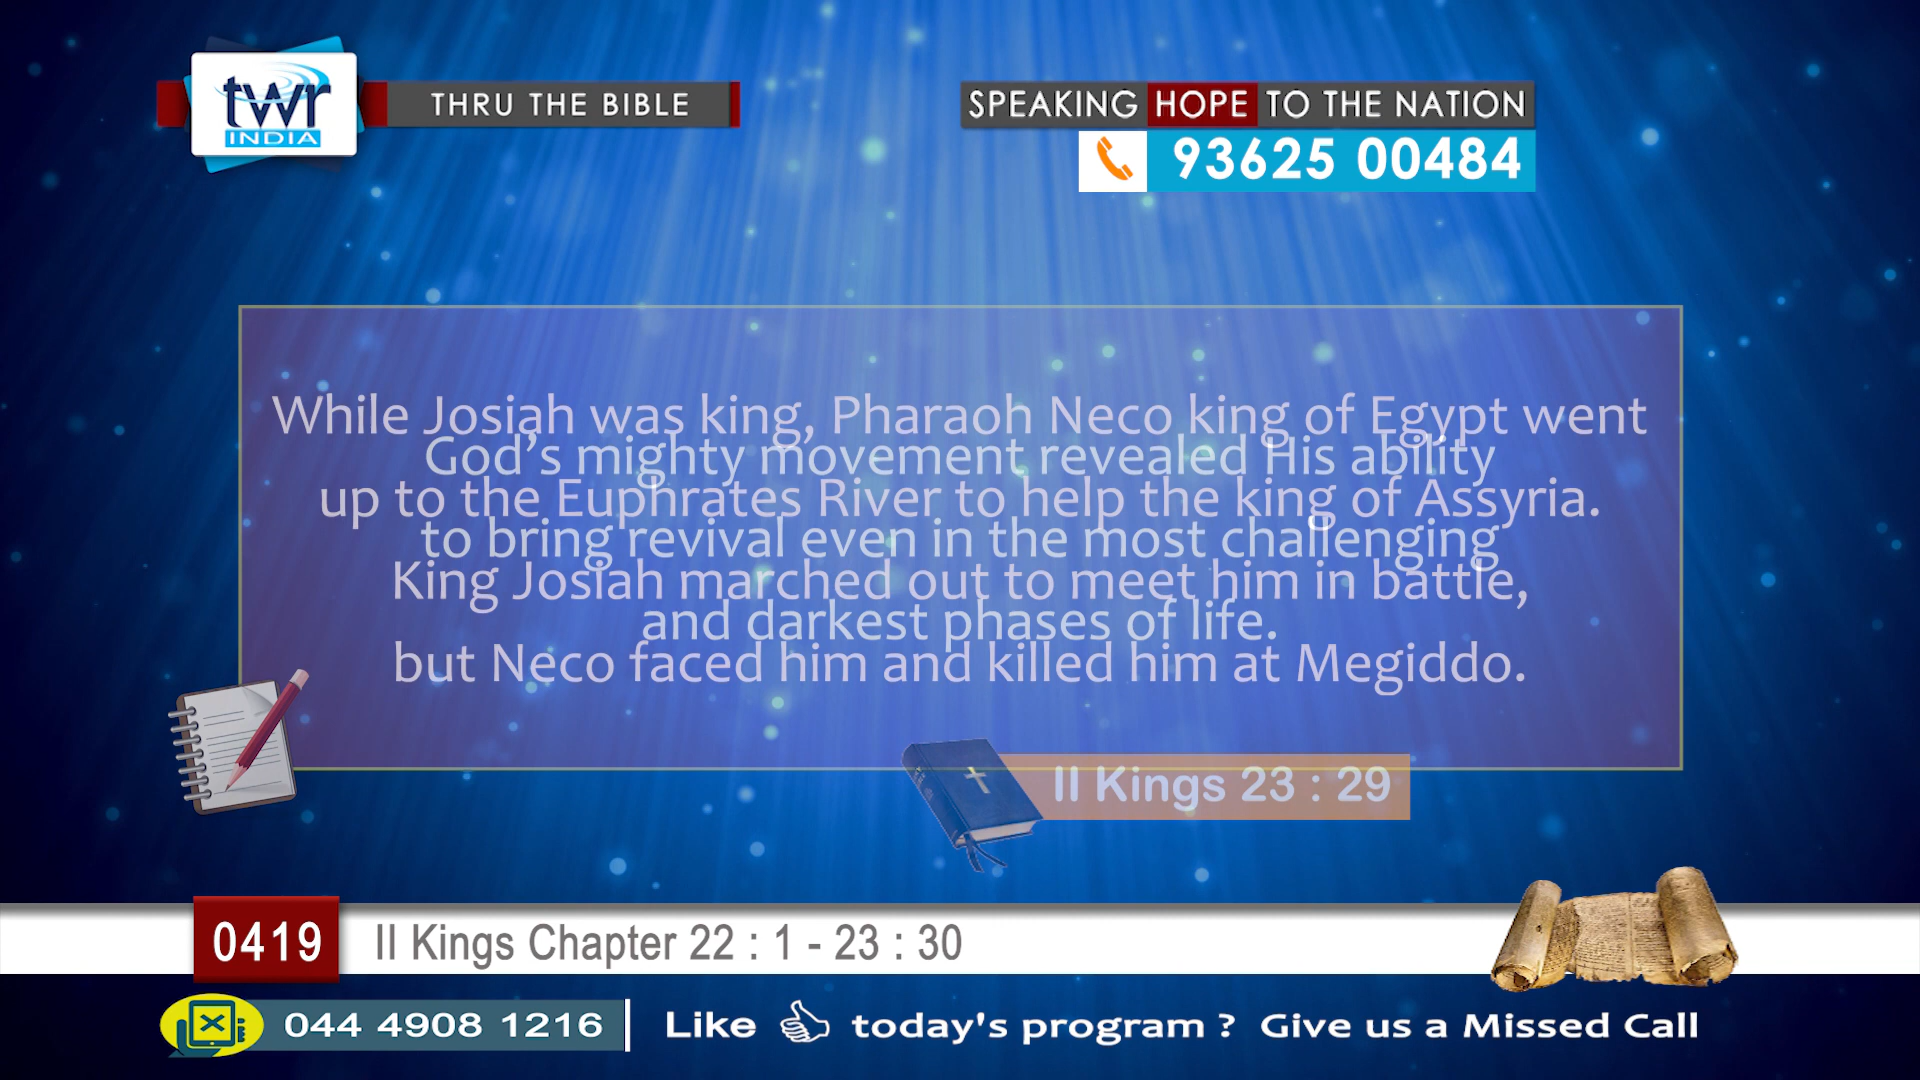 twr
INDIA
THRU THE BIBLE
SPEAKING HOPE TO THE NATION
93625 00484
While Josiah was king, Pharaoh Neco king of Egypt went
God’s mighty movement revealed His ability
up to the Euphrates River to help the king of Assyria.
to bring revival even in the most challenging
King Josiah marched out to meet him in battle,
and darkest phases of life.
but Neco faced him and killed him at Megiddo.
II Kings 23 : 29
0419
II Kings Chapter 22 : 1 - 23 : 30
044 4908 1216
Like today's program ? Give us a Missed Call